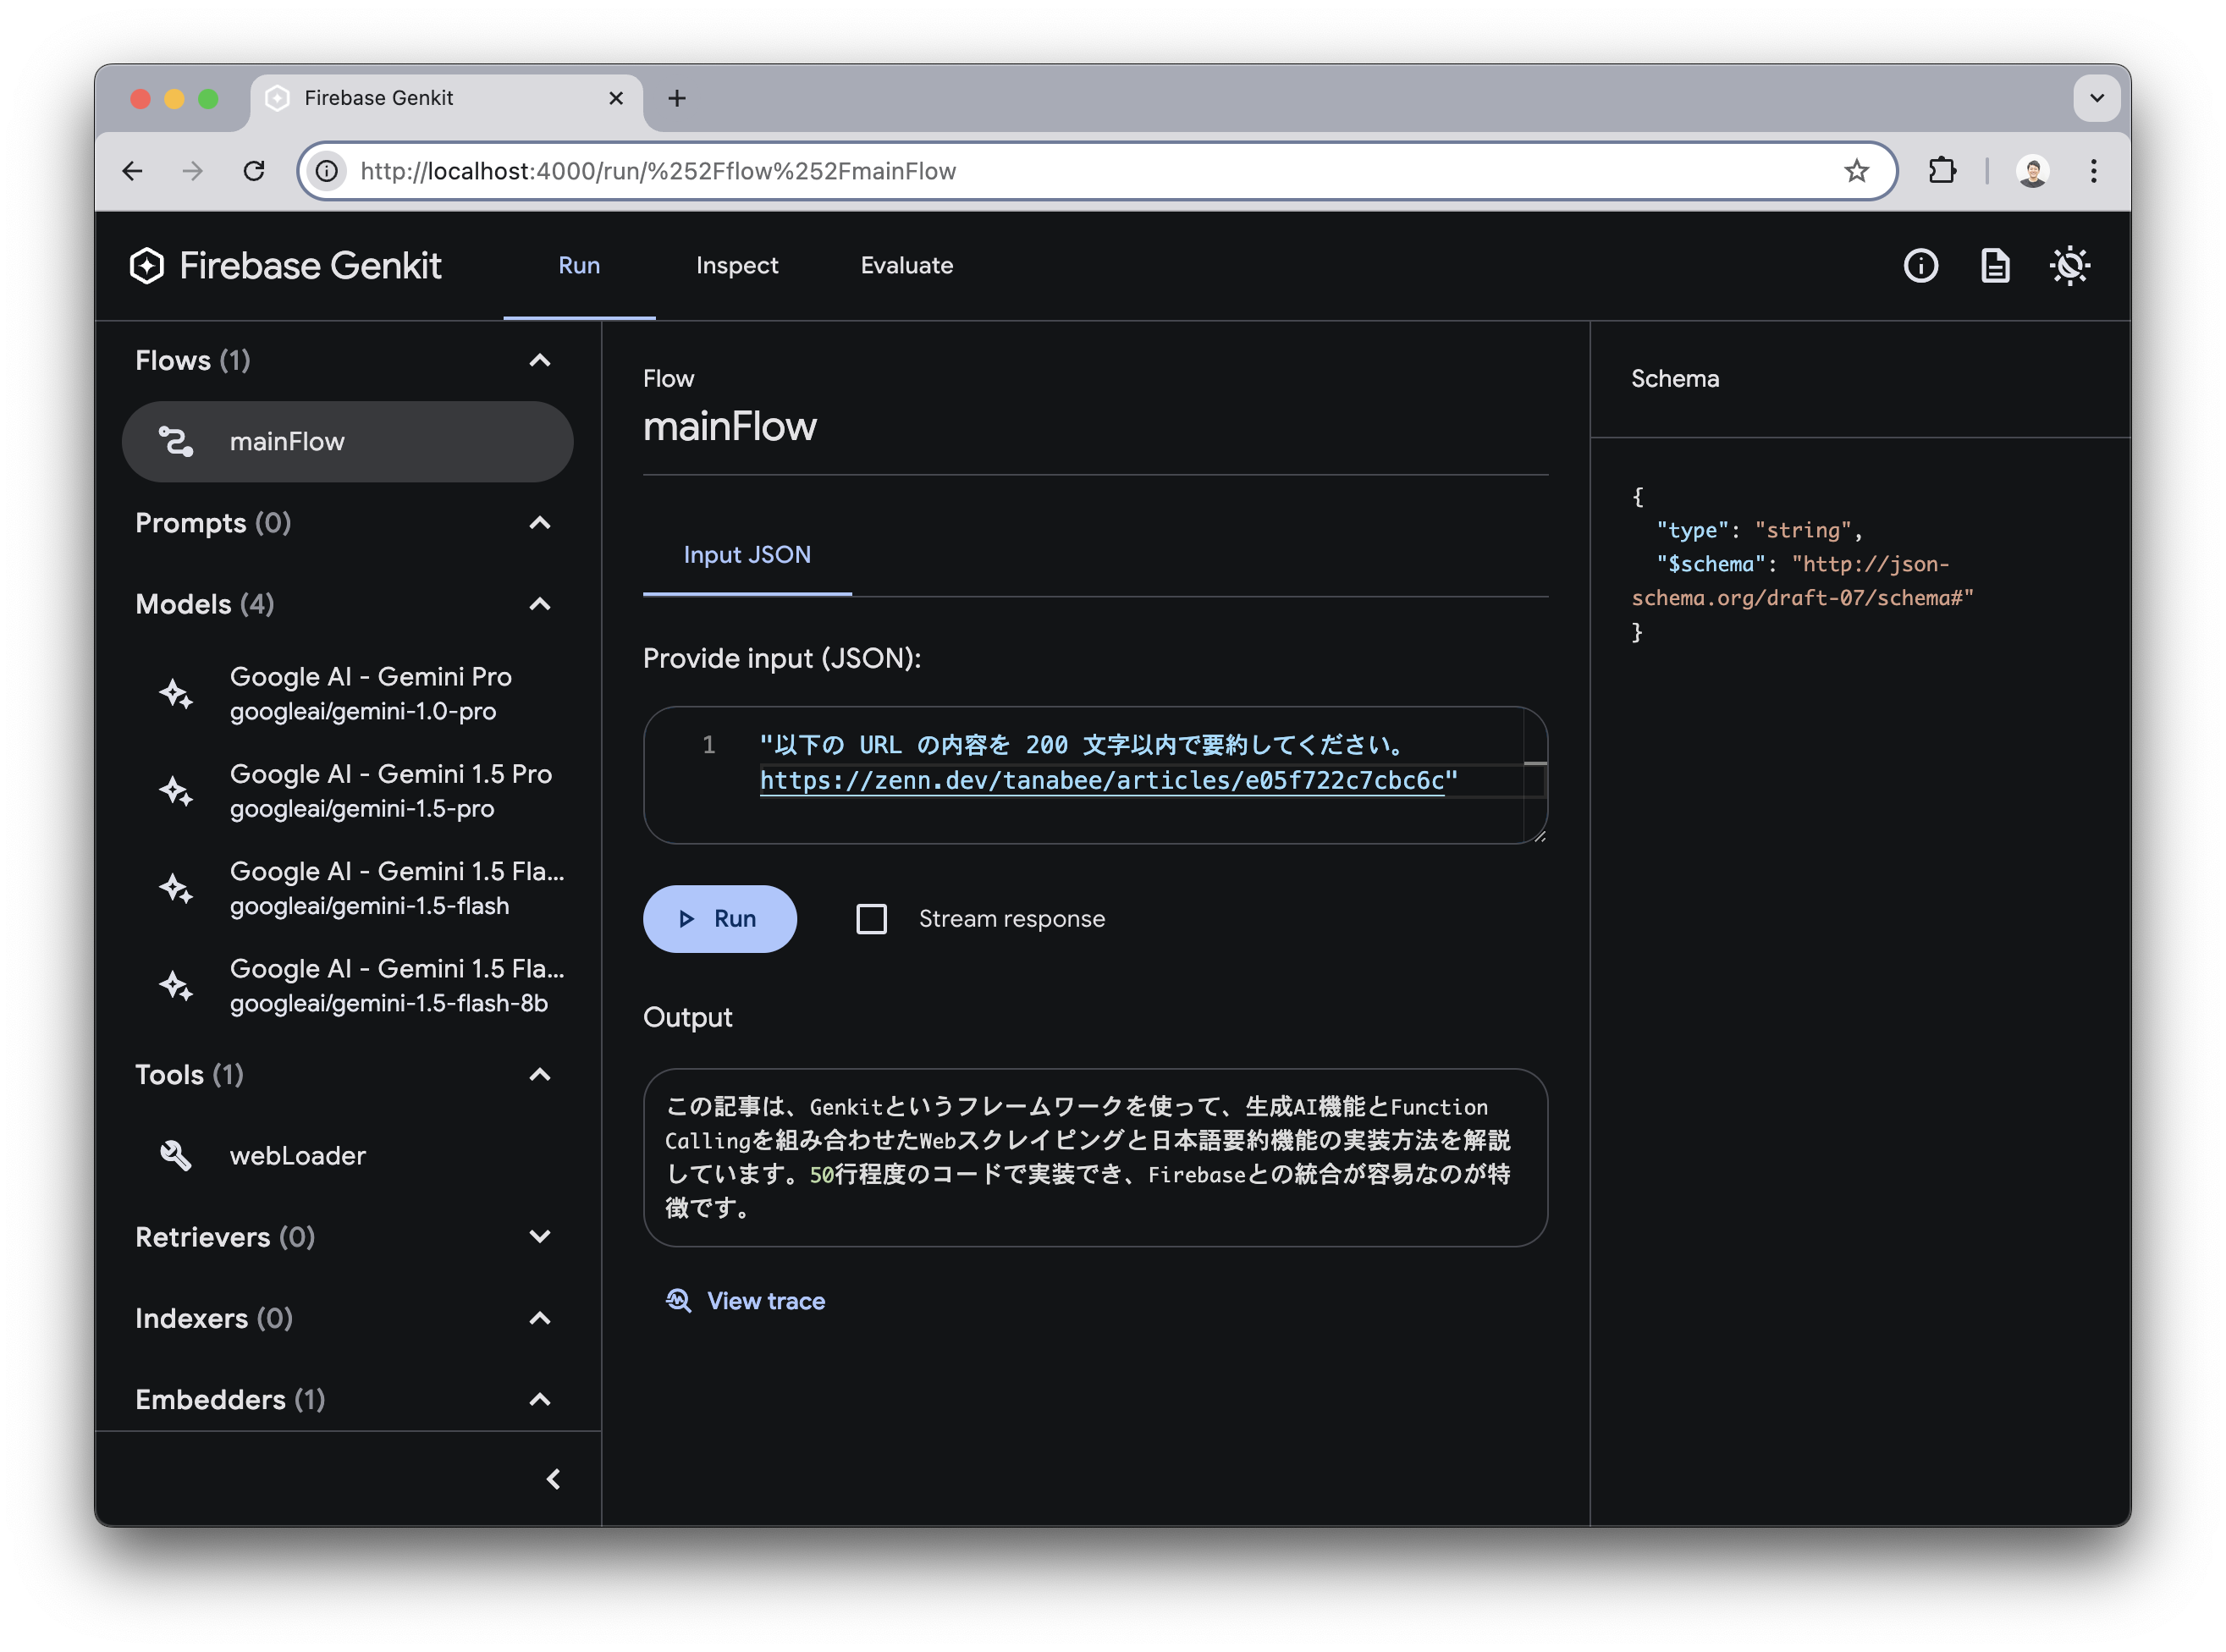 Firebase Genkit
http://localhost:4000/run/%252Fflow%252FmainFlow
Firebase Genkit
Run
Inspect
Evaluate
Flows (1)
mainFlow
Prompts (0)
Models (4)
Google AI - Gemini Pro
googleai/gemini-1.0-pro
Google AI - Gemini 1.5 Pro
googleai/gemini-1.5-pro
Google AI - Gemini 1.5 Fla...
googleai/gemini-1.5-flash
Google AI - Gemini 1.5 Fla...
googleai/gemini-1.5-flash-8b
Tools (1)
webLoader
Retrievers (0)
Indexers (0)
Embedders (1)
Flow
mainFlow
Input JSON
Provide input (JSON):
1 "以下の URL の内容を 200 文字以内で要約してください。
https://zenn.dev/tanabee/articles/e05f722c7cbc6c"
Run
Stream response
Output
この記事は、Genkitというフレームワークを使って、生成AI機能とFunction
Callingを組み合わせたWebスクレイピングと日本語要約機能の実装方法を解説
しています。50行程度のコードで実装でき、Firebaseとの統合が容易なのが特
徴です。
View trace
Schema
{
"type": "string",
"$schema": "http://json-
schema.org/draft-07/schema#"
}